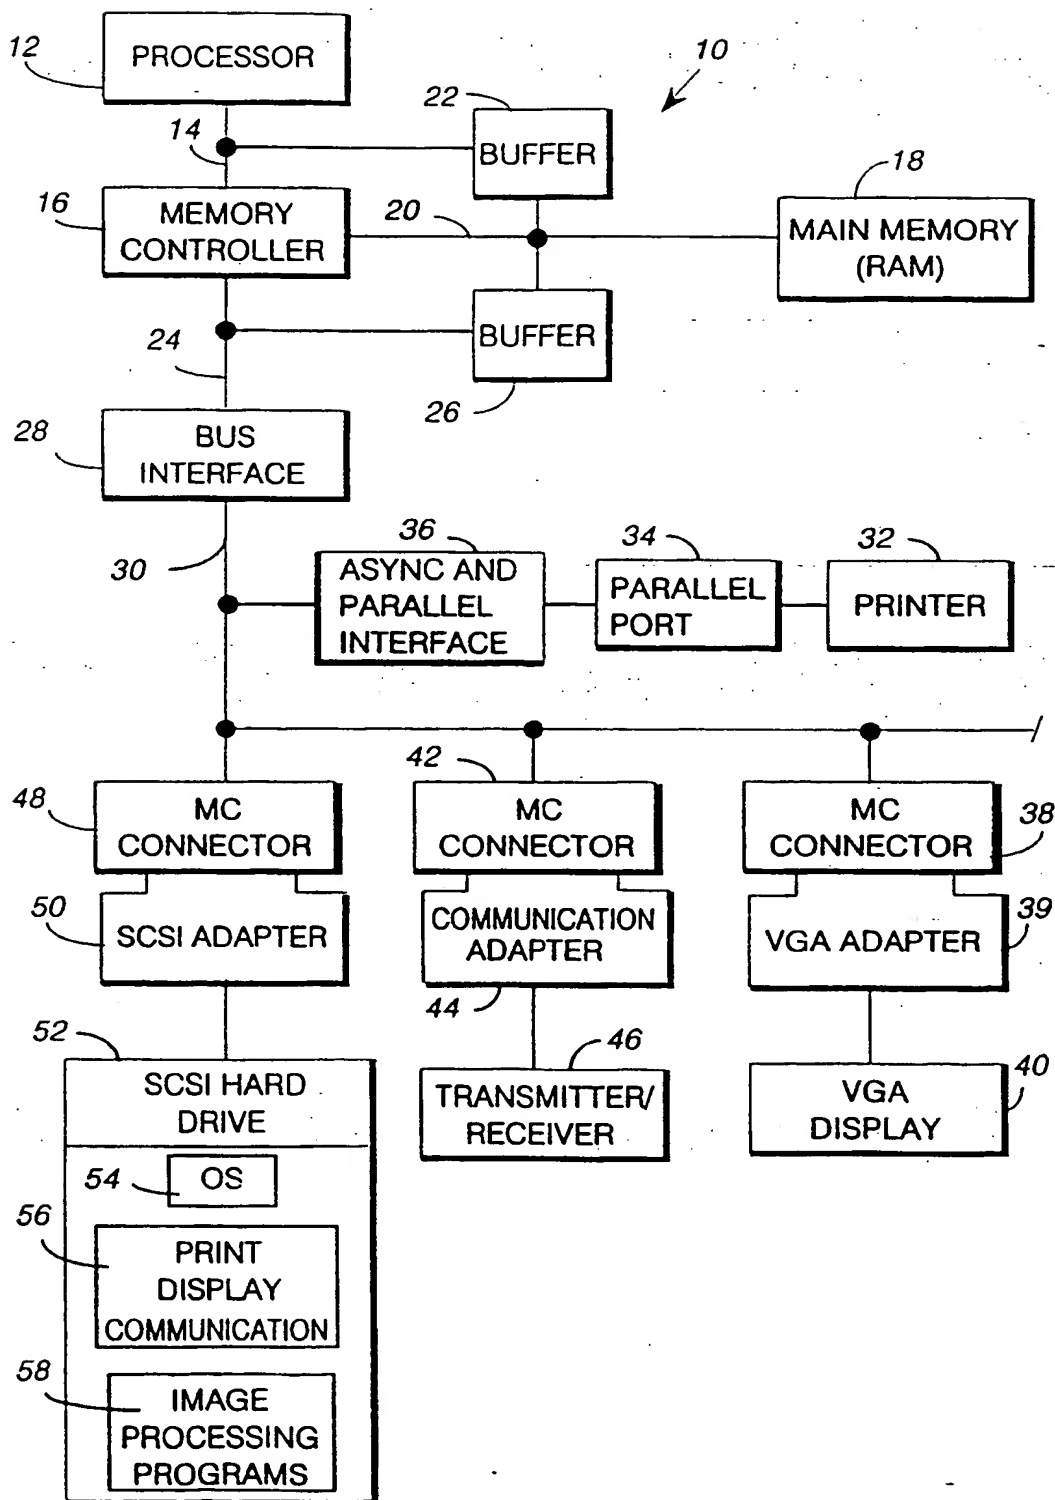 12
PROCESSOR
10
22
14
BUFFER
18
16
MEMORY
CONTROLLER
20
MAIN MEMORY
(RAM)
BUFFER
24
26
28
BUS
INTERFACE
30
36
34
32
ASYNC AND
PARALLEL
INTERFACE
PARALLEL
PORT
PRINTER
42
48
MC
CONNECTOR
MC
CONNECTOR
MC
CONNECTOR
38
50
SCSI ADAPTER
COMMUNICATION
ADAPTER
VGA ADAPTER
39
44
52
46
SCSI HARD
DRIVE
TRANSMITTER/
RECEIVER
VGA
DISPLAY
40
54
OS
56
PRINT
DISPLAY
COMMUNICATION
58
IMAGE
PROCESSING
PROGRAMS